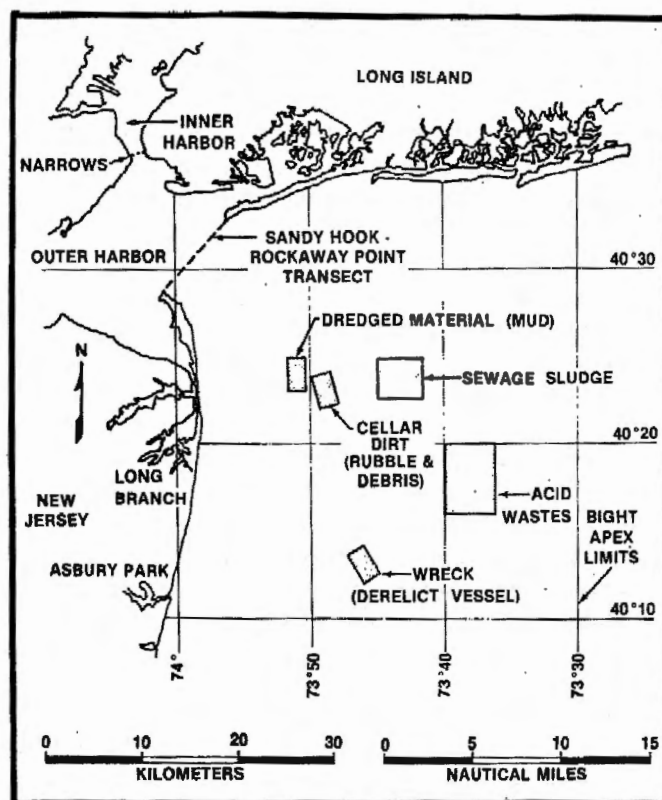 LONG ISLAND
INNER
HARBOR
NARROWS
OUTER HARBOR
SANDY HOOK
ROCKAWAY POINT
TRANSECT
40°30
DREDGED MATERIAL (MUD)
N
SEWAGE SLUDGE
CELLAR
DIRT
(RUBBLE &
DEBRIS)
40°20
LONG
BRANCH
NEW
JERSEY
ACID
WASTES
BIGHT
APEX
LIMITS
ASBURY PARK
WRECK
(DERELICT VESSEL)
40°10
74°
73°50
73°40
73°30
0 10 20 30
KILOMETERS
0 5 10 15
NAUTICAL MILES